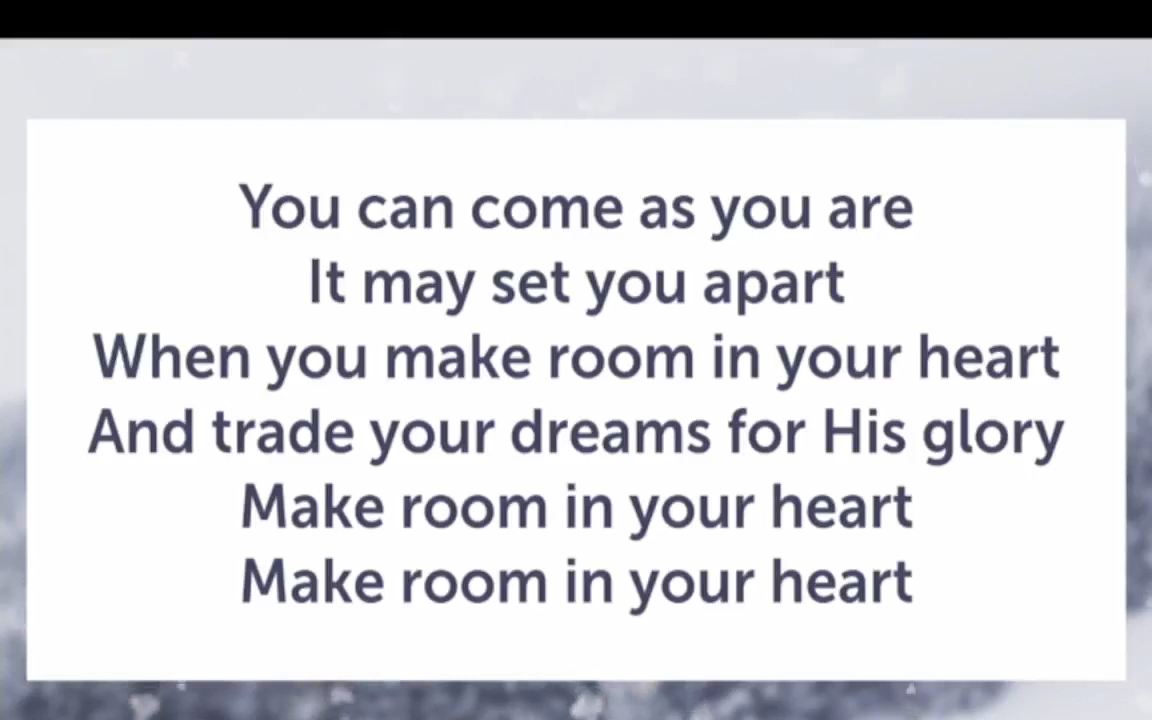 You can come as you are
It may set you apart
When you make room in your heart
And trade your dreams for His glory
Make room in your heart
Make room in your heart